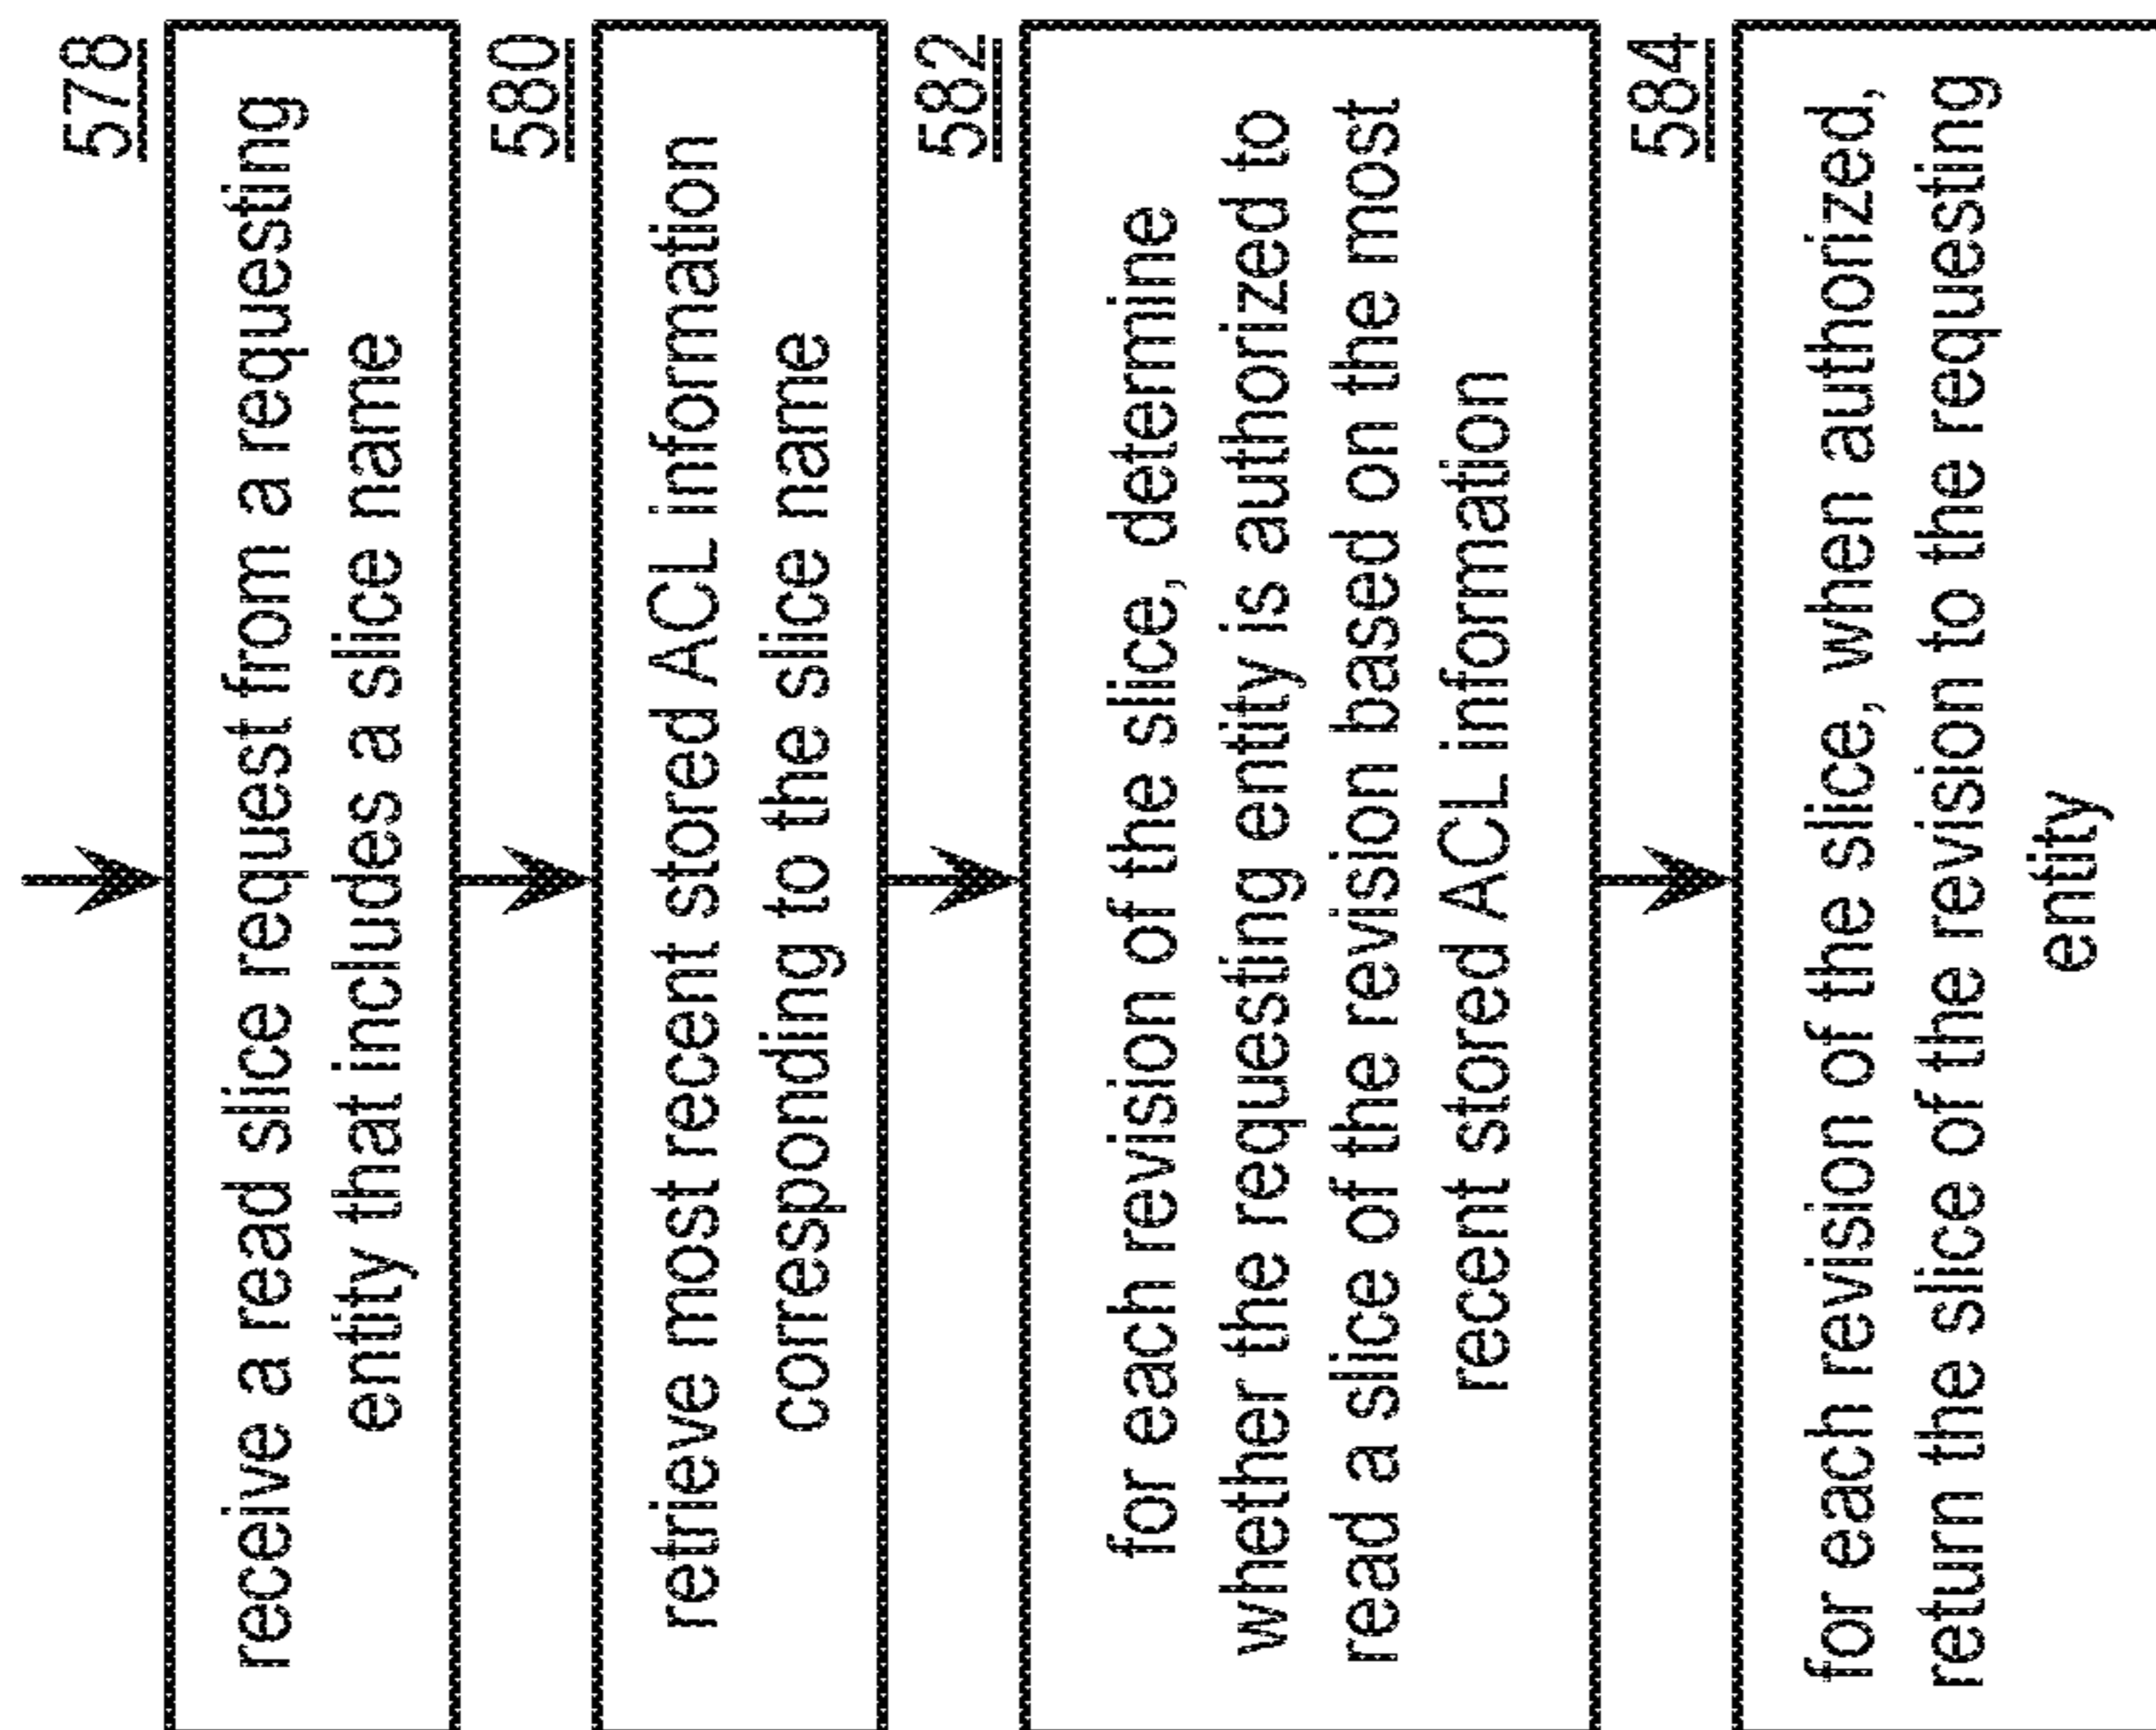 578
receive a read slice request from a requesting
entity that includes a slice name
580
retrieve most recent stored ACL information
corresponding to the slice name
582
for each revision of the slice, determine
whether the requesting entity is authorized to
read a slice of the revision based on the most
recent stored ACL information
584
for each revision of the slice, when authorized,
return the slice of the revision to the requesting
entity